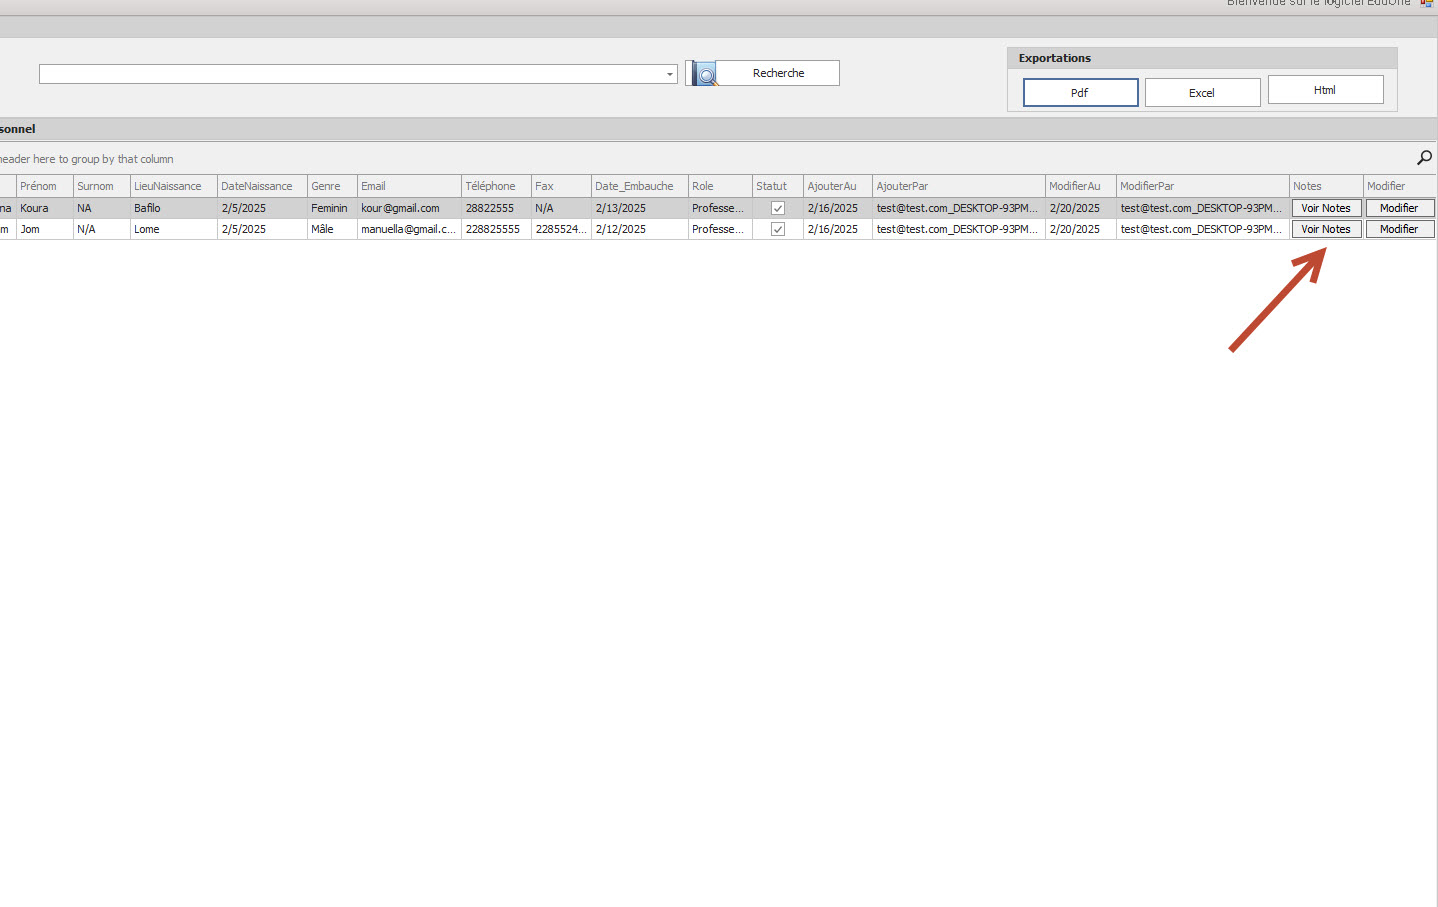 Bienvenue sur le logiciel EduOne
Exportations
Recherche
Pdf Excel Html
sonnel
header here to group by that column
Prénom Surnom LieuNaissance DateNaissance Genre Email Téléphone Fax Date_Embauche Role Statut AjouterAu AjouterPar ModifierAu ModifierPar Notes Modifier
na Koura NA Bafilo 2/5/2025 Feminin kour@gmail.com 28822555 N/A 2/13/2025 Professe... 2/16/2025 test@test.com_DESKTOP-93PM... 2/20/2025 test@test.com_DESKTOP-93PM... Voir Notes Modifier
m Jom N/A Lome 2/5/2025 Mâle manuella@gmail.c... 228825555 2285524... 2/12/2025 Professe... 2/16/2025 test@test.com_DESKTOP-93PM... 2/20/2025 test@test.com_DESKTOP-93PM... Voir Notes Modifier